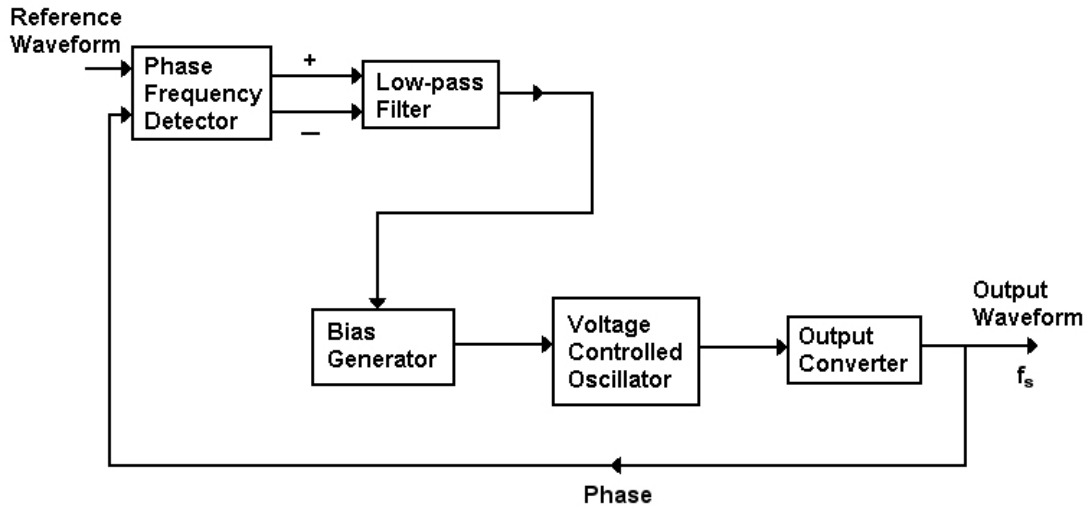 Reference
Waveform
Phase
Frequency
Detector
+
—
Low-pass
Filter
Bias
Generator
Voltage
Controlled
Oscillator
Output
Converter
Output
Waveform
fs
Phase